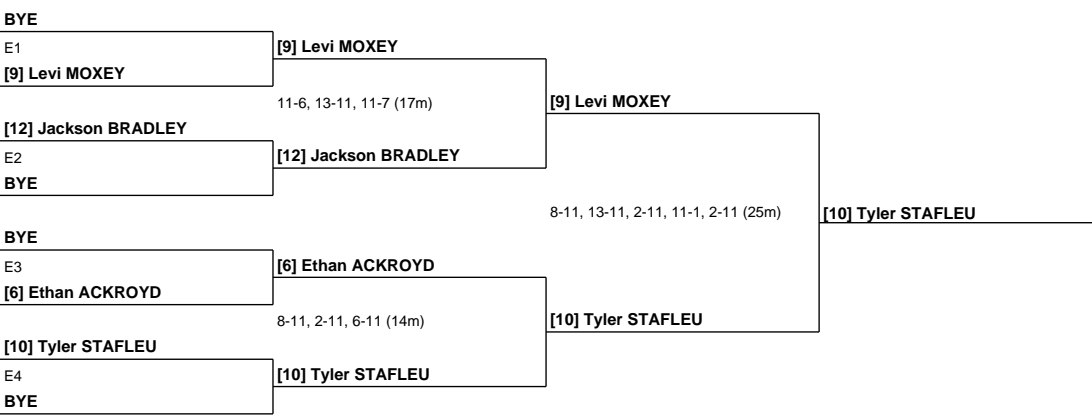 BYE
E1
[9] Levi MOXEY
[9] Levi MOXEY
11-6, 13-11, 11-7 (17m)
[9] Levi MOXEY
[12] Jackson BRADLEY
E2
[12] Jackson BRADLEY
BYE
8-11, 13-11, 2-11, 11-1, 2-11 (25m)
[10] Tyler STAFLEU
BYE
E3
[6] Ethan ACKROYD
[6] Ethan ACKROYD
8-11, 2-11, 6-11 (14m)
[10] Tyler STAFLEU
[10] Tyler STAFLEU
E4
[10] Tyler STAFLEU
BYE